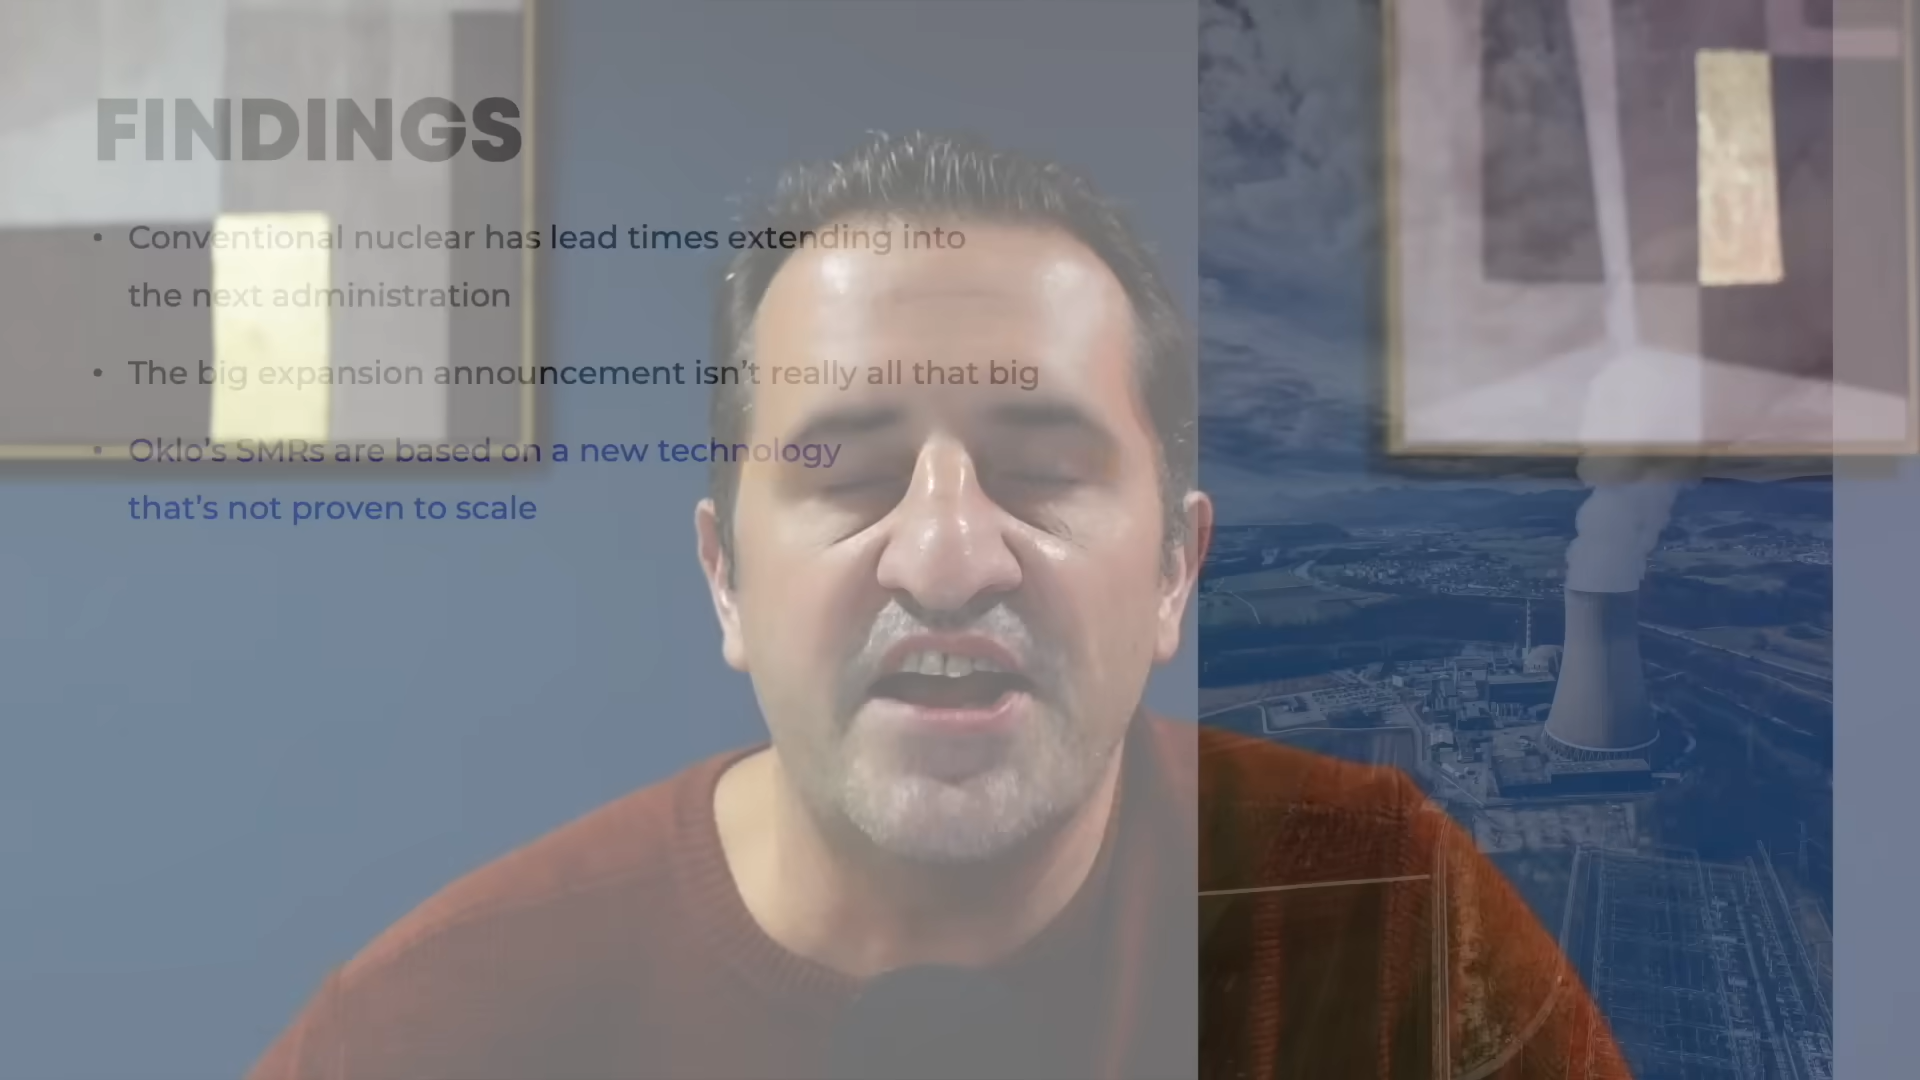 FINDINGS
• Conventional nuclear has lead times extending into
the next administration
• The big expansion announcement isn't really all that big
• Oklo's SMRs are based on a new technology
that's not proven to scale